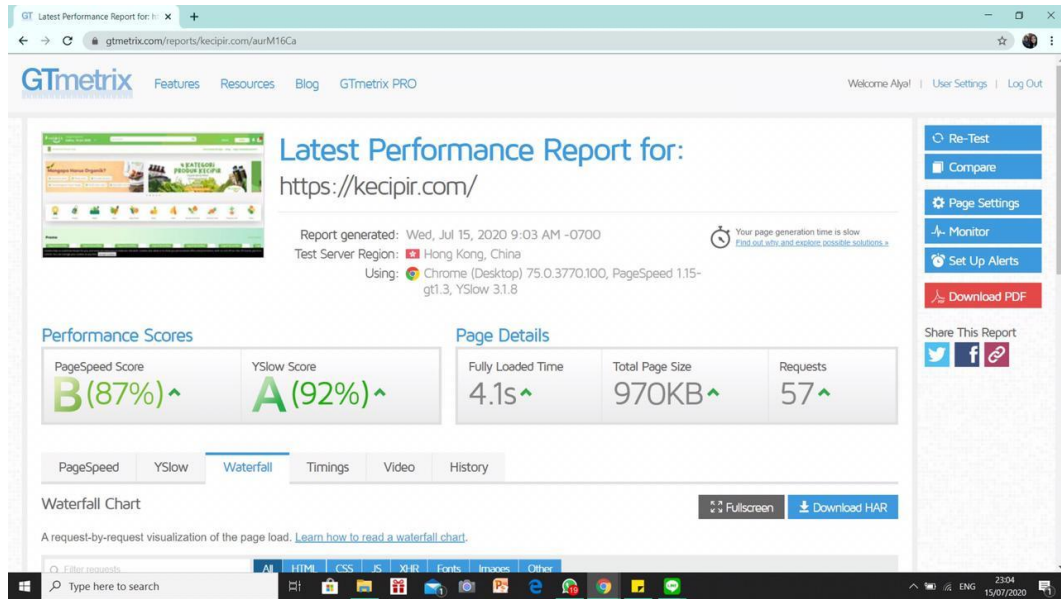 GT Latest Performance Report for: h
gtmetrix.com/reports/kecipir.com/aurM16Ca
GTmetrix
Features Resources Blog GTmetrix PRO
Welcome Alya! | User Settings | Log Out
Mengapa Harus Organik?
4 KATEGORI
PRODUK KECIPIR
Latest Performance Report for:
https://kecipir.com/
Report generated: Wed, Jul 15, 2020 9:03 AM -0700
Test Server Region: Hong Kong, China
Using: Chrome (Desktop) 75.0.3770.100, PageSpeed 1.15-
gt1.3, YSlow 3.1.8
Your page generation time is slow
Find out why and explore possible solutions »
Re-Test
Compare
Page Settings
Monitor
Set Up Alerts
Download PDF
Share This Report
Performance Scores
PageSpeed Score YSlow Score
B (87%) A (92%)
Page Details
Fully Loaded Time Total Page Size Requests
4.1s 970KB 57
PageSpeed YSlow Waterfall Timings Video History
Waterfall Chart
Fullscreen Download HAR
A request-by-request visualization of the page load. Learn how to read a waterfall chart.
Filter requests All HTML CSS JS XHR Fonts Images Other
Type here to search
ENG
23:04
15/07/2020